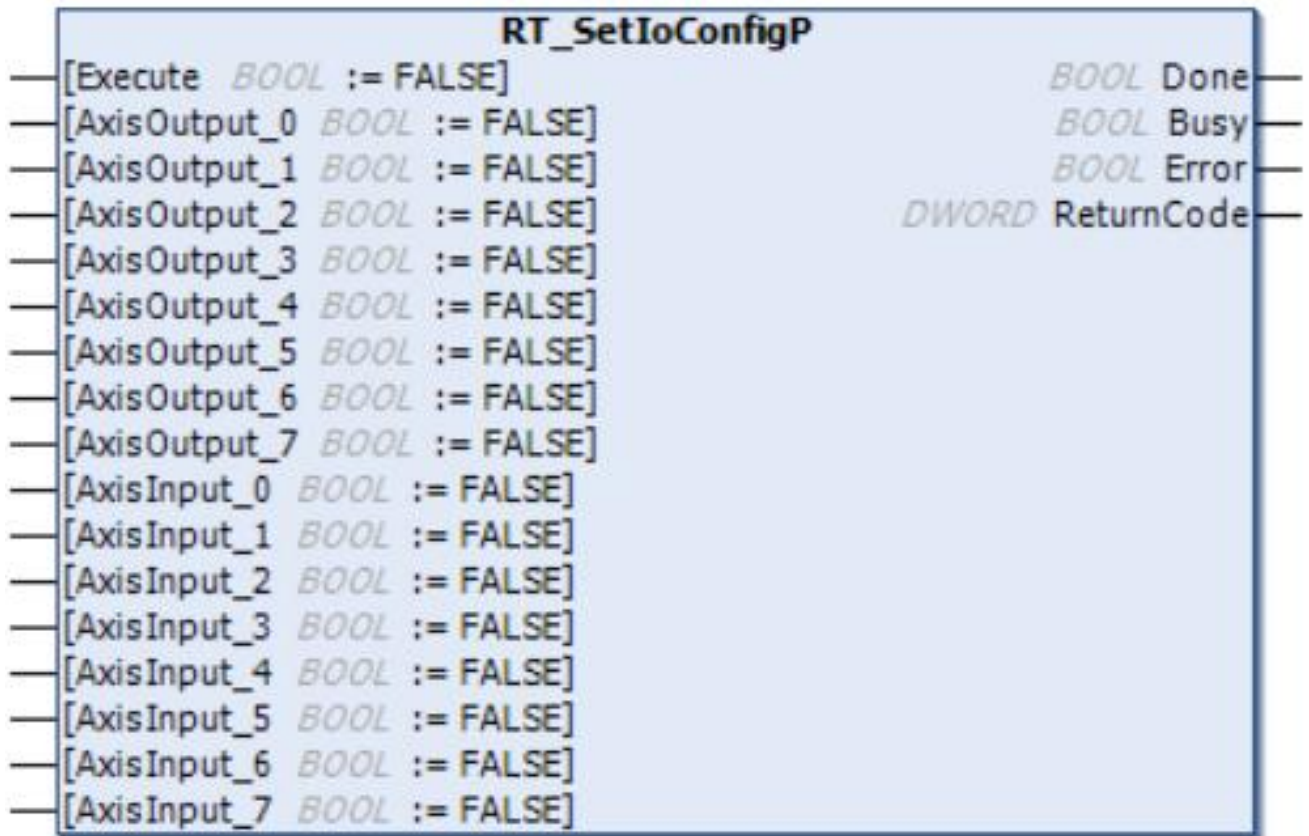 RT_SetIoConfigP
[Execute BOOL := FALSE] BOOL Done
[AxisOutput_0 BOOL := FALSE] BOOL Busy
[AxisOutput_1 BOOL := FALSE] BOOL Error
[AxisOutput_2 BOOL := FALSE] DWORD ReturnCode
[AxisOutput_3 BOOL := FALSE]
[AxisOutput_4 BOOL := FALSE]
[AxisOutput_5 BOOL := FALSE]
[AxisOutput_6 BOOL := FALSE]
[AxisOutput_7 BOOL := FALSE]
[AxisInput_0 BOOL := FALSE]
[AxisInput_1 BOOL := FALSE]
[AxisInput_2 BOOL := FALSE]
[AxisInput_3 BOOL := FALSE]
[AxisInput_4 BOOL := FALSE]
[AxisInput_5 BOOL := FALSE]
[AxisInput_6 BOOL := FALSE]
[AxisInput_7 BOOL := FALSE]